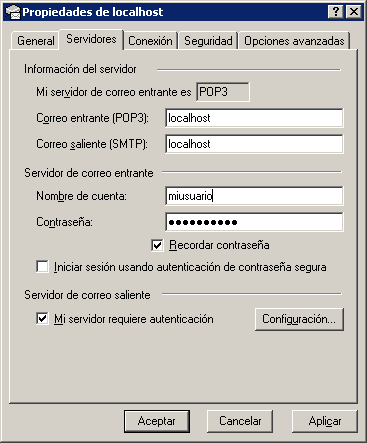 Propiedades de localhost
General Servidores Conexión Seguridad Opciones avanzadas
Información del servidor
Mi servidor de correo entrante es POP3
Correo entrante (POP3): localhost
Correo saliente (SMTP): localhost
Servidor de correo entrante
Nombre de cuenta: miusuario
Contraseña: ●●●●●●●●●●
Recordar contraseña
Iniciar sesión usando autenticación de contraseña segura
Servidor de correo saliente
Mi servidor requiere autenticación Configuración...
Aceptar Cancelar Aplicar